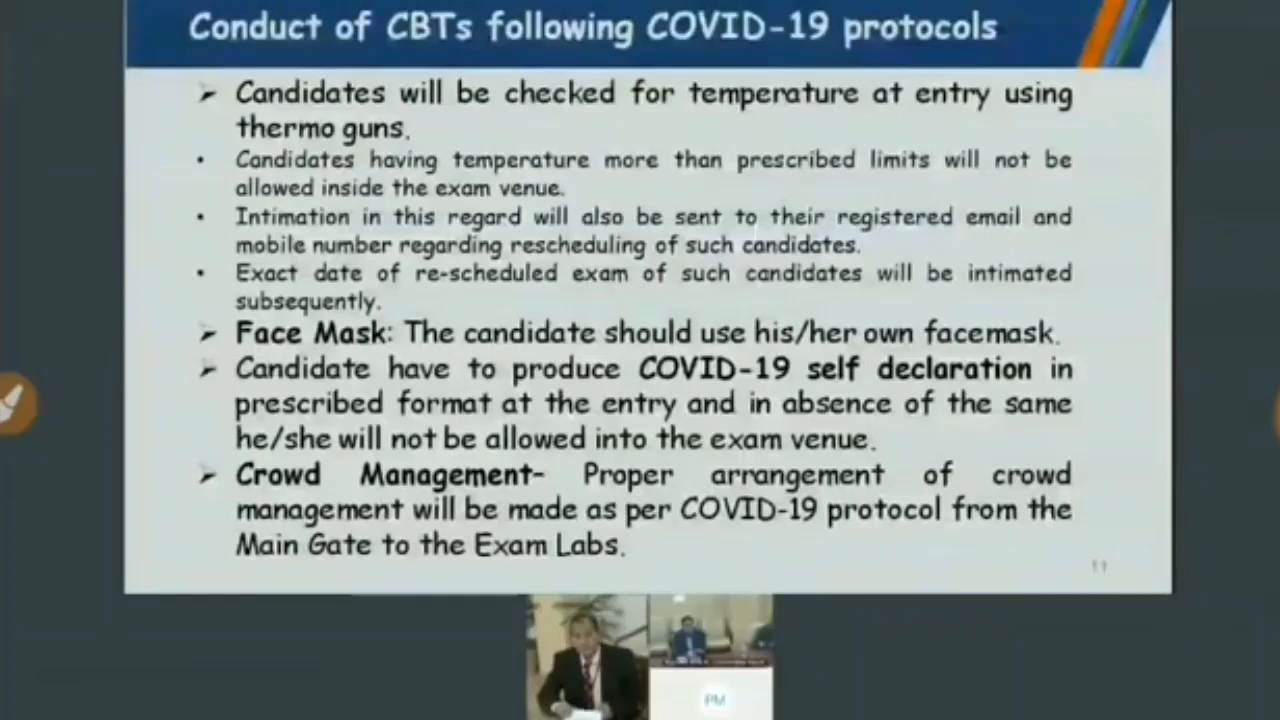 Conduct of CBTs following COVID-19 protocols
➢ Candidates will be checked for temperature at entry using
thermo guns.
• Candidates having temperature more than prescribed limits will not be
allowed inside the exam venue.
• Intimation in this regard will also be sent to their registered email and
mobile number regarding rescheduling of such candidates.
• Exact date of re-scheduled exam of such candidates will be intimated
subsequently.
➢ Face Mask: The candidate should use his/her own facemask.
➢ Candidate have to produce COVID-19 self declaration in
prescribed format at the entry and in absence of the same
he/she will not be allowed into the exam venue.
➢ Crowd Management- Proper arrangement of crowd
management will be made as per COVID-19 protocol from the
Main Gate to the Exam Labs.
11
PM